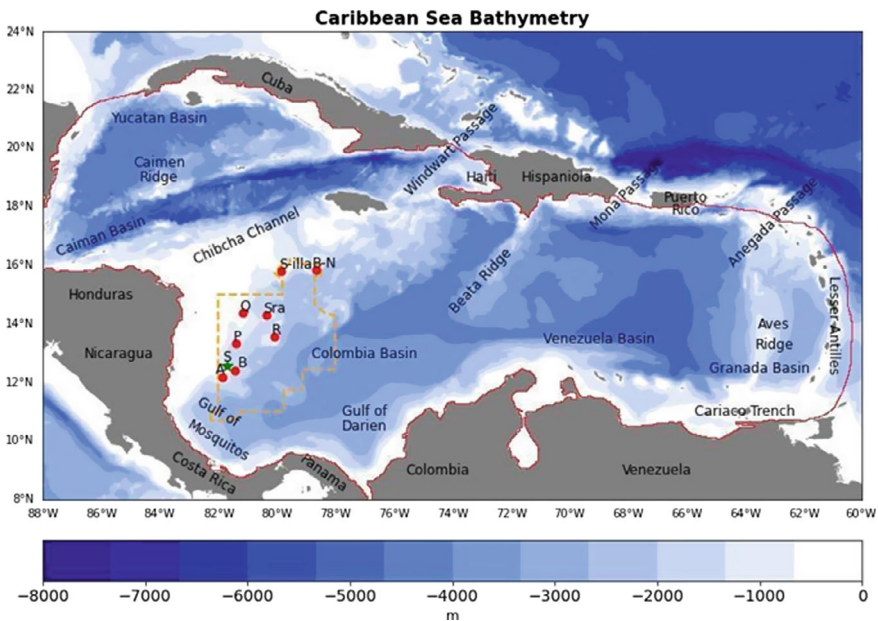 Caribbean Sea Bathymetry
24°N
22°N
20°N
18°N
16°N
14°N
12°N
10°N
8°N
Cuba
Yucatan Basin
Caimen
Ridge
Windwart Passage
Haiti
Hispaniola
Mona Passage
Puerto
Rico
Anegada Passage
Caiman Basin
Chibcha Channel
S-illa
B-N
Beata Ridge
Lesser Antilles
Honduras
Q
Sra
R
P
Nicaragua
S
A
B
Colombia Basin
Venezuela Basin
Aves
Ridge
Granada Basin
Gulf of
Mosquitos
Gulf of
Darien
Cariaco Trench
Costa Rica
Panama
Colombia
Venezuela
88°W 86°W 84°W 82°W 80°W 78°W 76°W 74°W 72°W 70°W 68°W 66°W 64°W 62°W 60°W
−8000 −7000 −6000 −5000 −4000 −3000 −2000 −1000 0
m